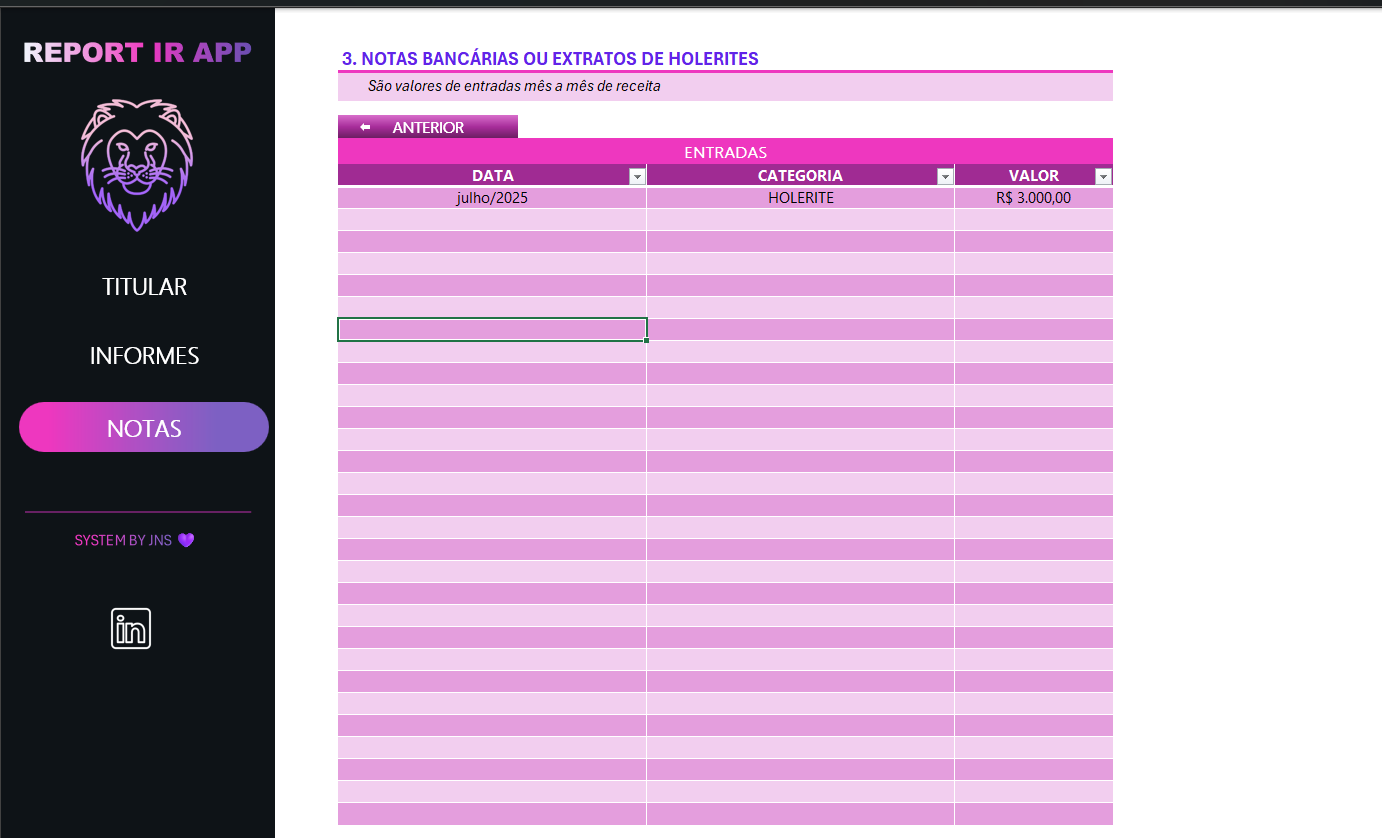 REPORT IR APP
TITULAR
INFORMES
NOTAS
SYSTEM BY JNS
in
3. NOTAS BANCÁRIAS OU EXTRATOS DE HOLERITES
São valores de entradas mês a mês de receita
ANTERIOR
ENTRADAS
DATA CATEGORIA VALOR
julho/2025 HOLERITE R$ 3.000,00